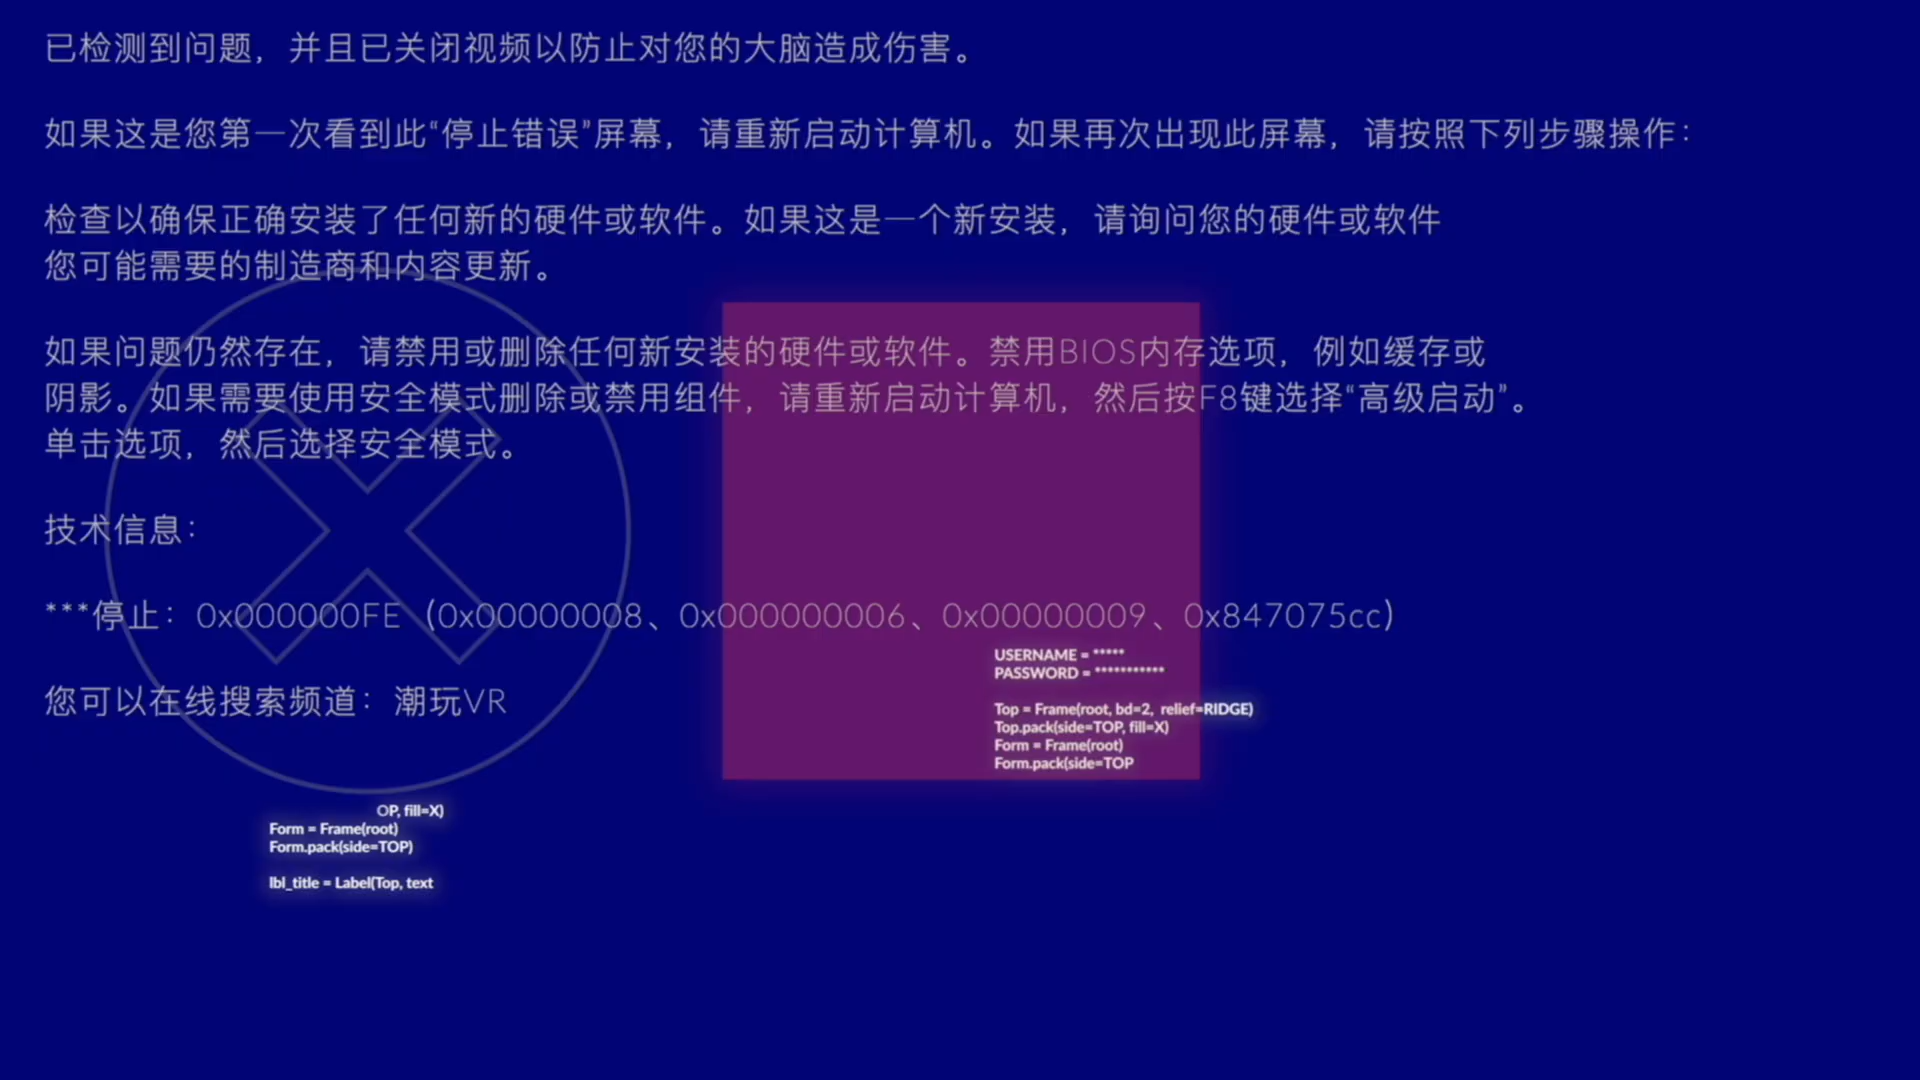 已检测到问题，并且已关闭视频以防止对您的大脑造成伤害。
如果这是您第一次看到此“停止错误”屏幕，请重新启动计算机。如果再次出现此屏幕，请按照下列步骤操作：
检查以确保正确安装了任何新的硬件或软件。如果这是一个新安装，请询问您的硬件或软件
您可能需要的制造商和内容更新。
如果问题仍然存在，请禁用或删除任何新安装的硬件或软件。禁用BIOS内存选项，例如缓存或
阴影。如果需要使用安全模式删除或禁用组件，请重新启动计算机，然后按F8键选择“高级启动”。
单击选项，然后选择安全模式。
技术信息：
***停止：0x000000FE（0x00000008、0x000000006、0x00000009、0x847075cc）
您可以在线搜索频道：潮玩VR
USERNAME = *****
PASSWORD = ***********
Top = Frame(root, bd=2,  relief=RIDGE)
Top.pack(side=TOP, fill=X)
Form = Frame(root)
Form.pack(side=TOP
OP, fill=X)
Form = Frame(root)
Form.pack(side=TOP)
lbl_title = Label(Top, text